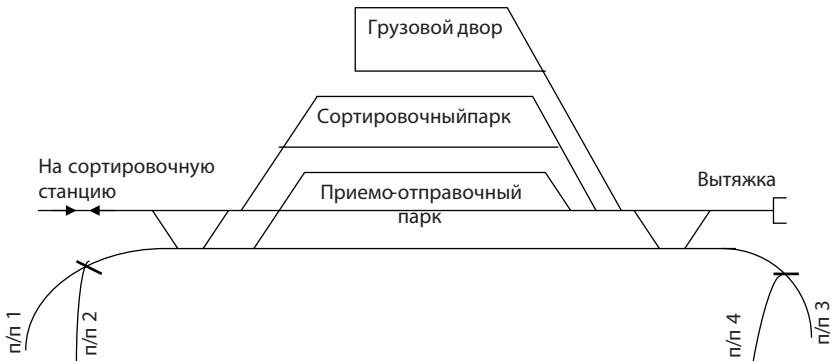 Грузовой двор
Сортировочныйпарк
На сортировочную
станцию
Приемо-отправочный
парк
Вытяжка
п/п 1
п/п 2
п/п 4
п/п 3